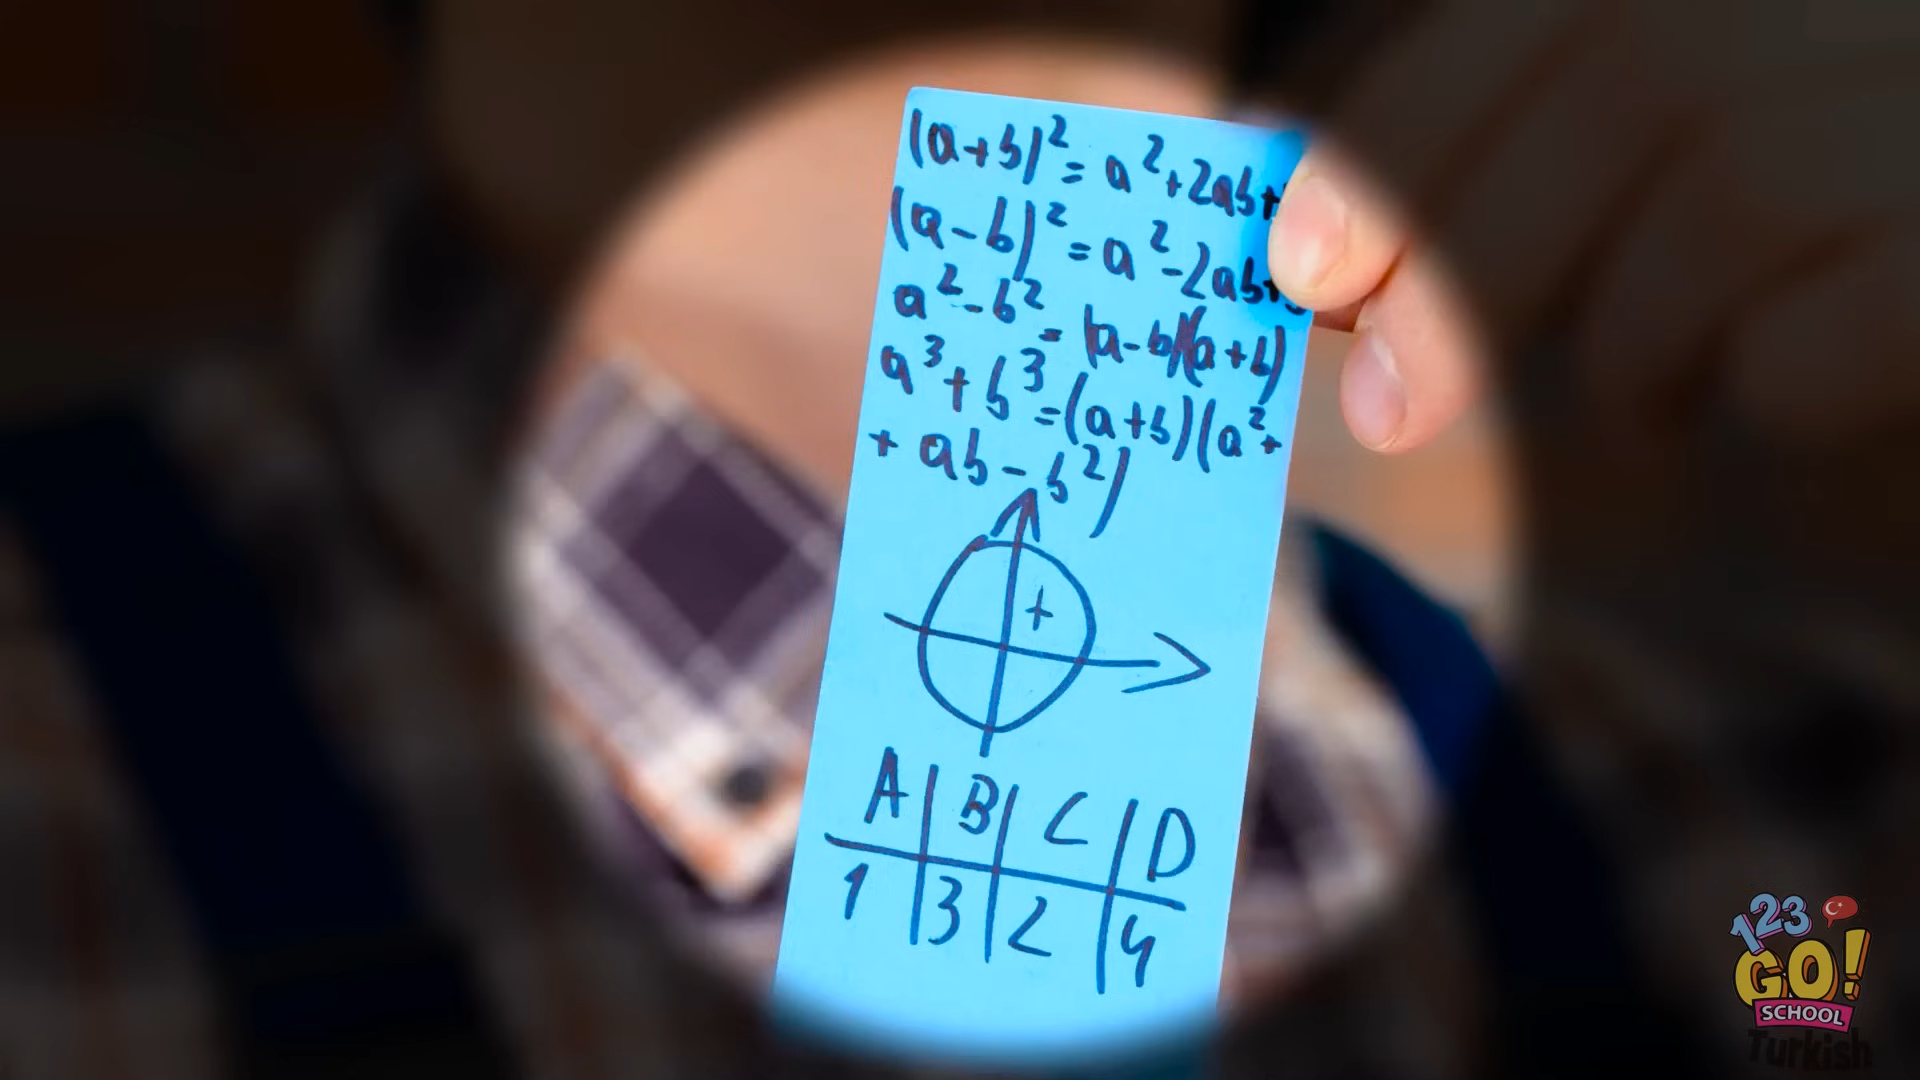 (a+b)²=a²+2ab+
(a-b)²=a²-2ab+
a²-b²=(a-b)(a+b)
a³+b³=(a+b)(a²+
+ab-b²)
+
A B C D
1 3 2 4
123
GO!
SCHOOL
Turkish